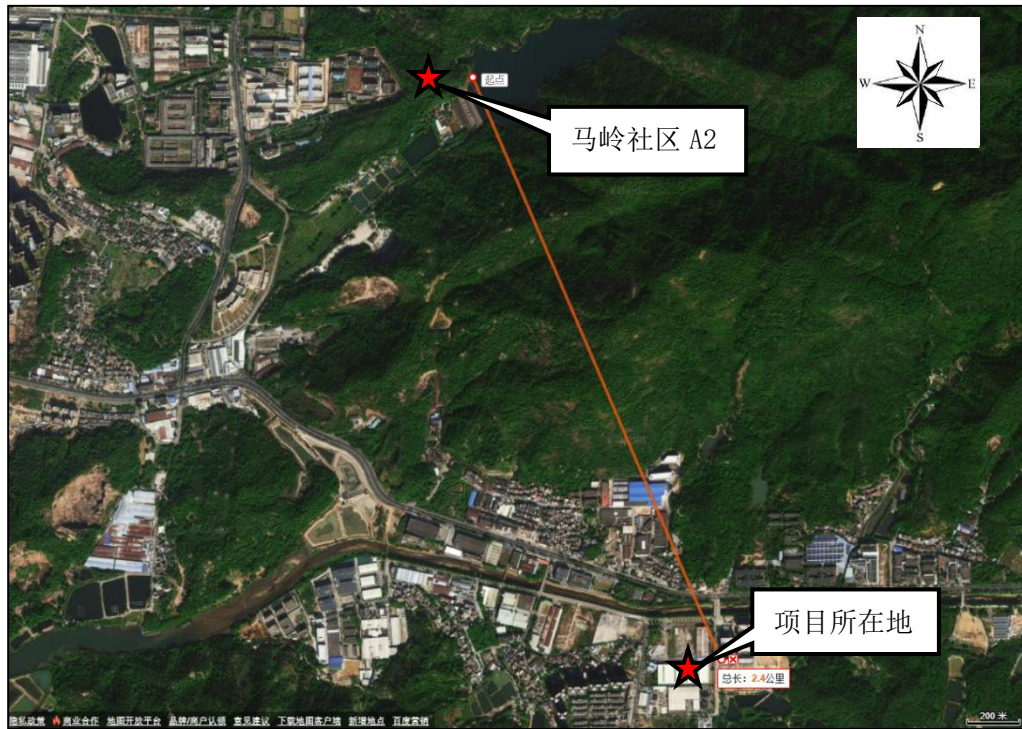 N
W
E
S
起点
马岭社区 A2
项目所在地
总长：2.4公里
隐私政策 商业合作 地图开放平台 品牌/商户认领 意见建议 下载地图客户端 新增地点 百度营销
200 米